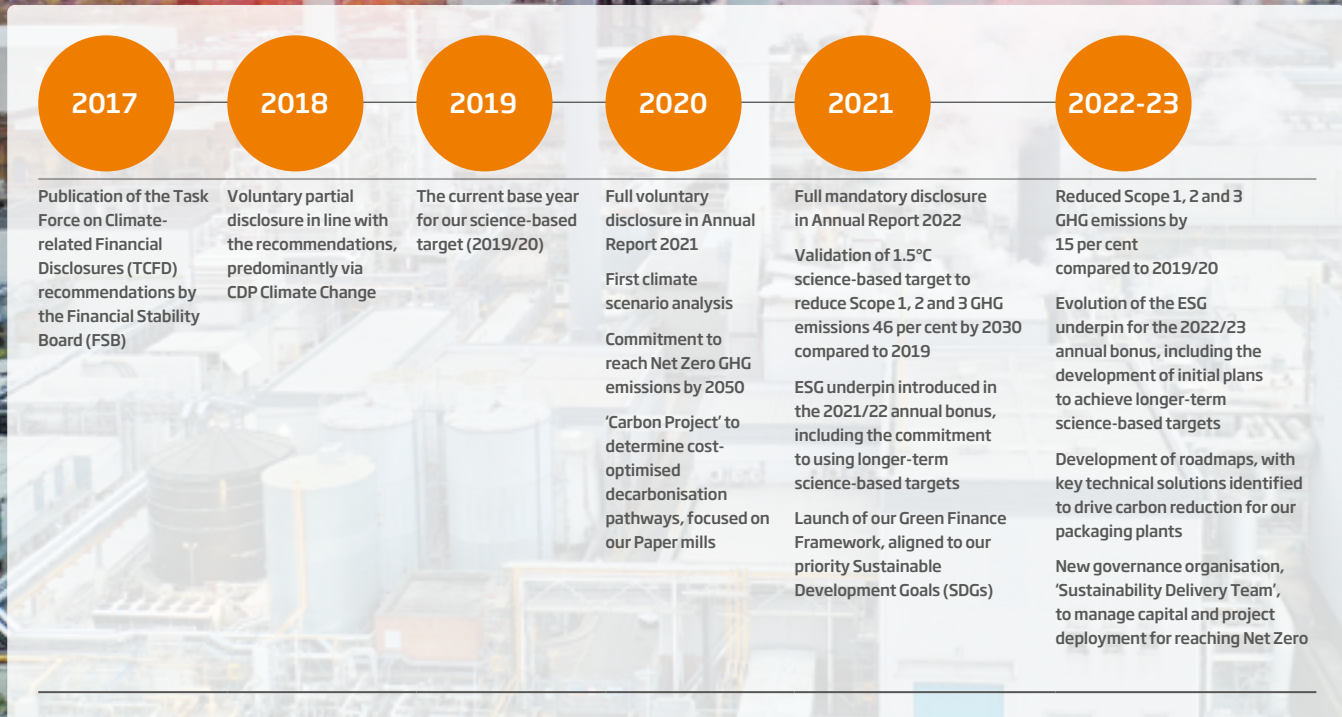 2017
Publication of the Task
Force on Climate-
related Financial
Disclosures (TCFD)
recommendations by
the Financial Stability
Board (FSB)
2018
Voluntary partial
disclosure in line with
the recommendations,
predominantly via
CDP Climate Change
2019
The current base year
for our science-based
target (2019/20)
2020
Full voluntary
disclosure in Annual
Report 2021
First climate
scenario analysis
Commitment to
reach Net Zero GHG
emissions by 2050
‘Carbon Project’ to
determine cost-
optimised
decarbonisation
pathways, focused on
our Paper mills
2021
Full mandatory disclosure
in Annual Report 2022
Validation of 1.5°C
science-based target to
reduce Scope 1, 2 and 3 GHG
emissions 46 per cent by 2030
compared to 2019
ESG underpin introduced in
the 2021/22 annual bonus,
including the commitment
to using longer-term
science-based targets
Launch of our Green Finance
Framework, aligned to our
priority Sustainable
Development Goals (SDGs)
2022-23
Reduced Scope 1, 2 and 3
GHG emissions by
15 per cent
compared to 2019/20
Evolution of the ESG
underpin for the 2022/23
annual bonus, including the
development of initial plans
to achieve longer-term
science-based targets
Development of roadmaps, with
key technical solutions identified
to drive carbon reduction for our
packaging plants
New governance organisation,
‘Sustainability Delivery Team’,
to manage capital and project
deployment for reaching Net Zero